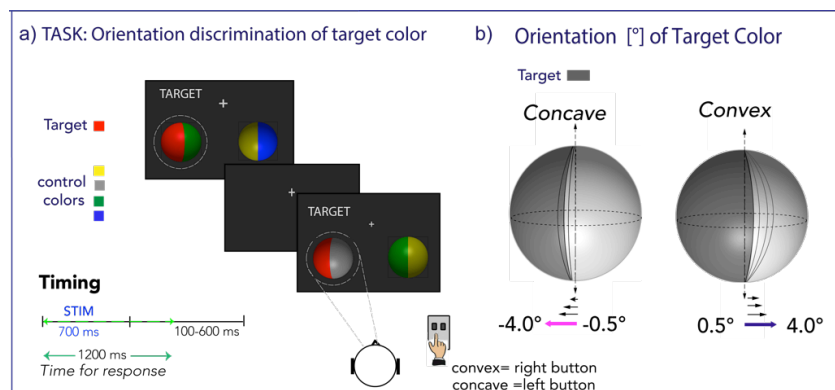 a) TASK: Orientation discrimination of target color
TARGET
+
Target
yellow
control
colors
+
TARGET
+
Timing
STIM
700 ms
100-600 ms
1200 ms
Time for response
convex= right button
concave =left button
b) Orientation [°] of Target Color
Target
Concave
Convex
-4.0°
-0.5°
0.5°
4.0°